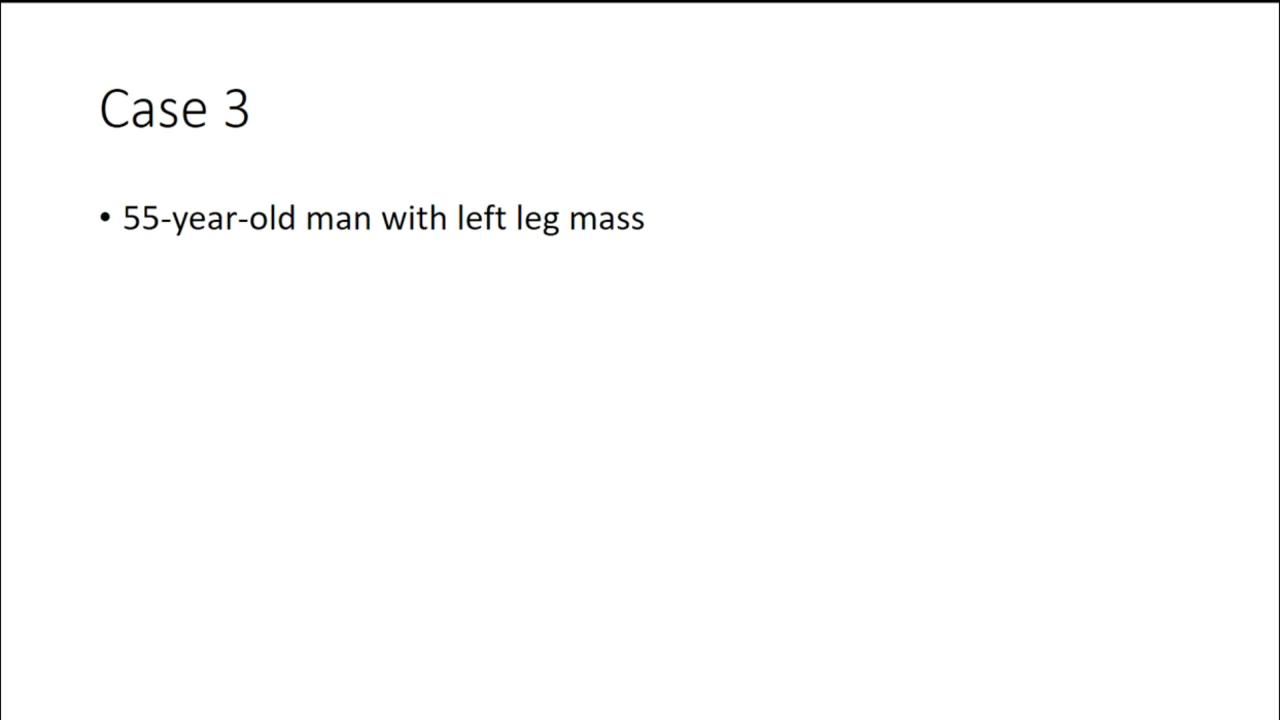 Case 3
• 55-year-old man with left leg mass